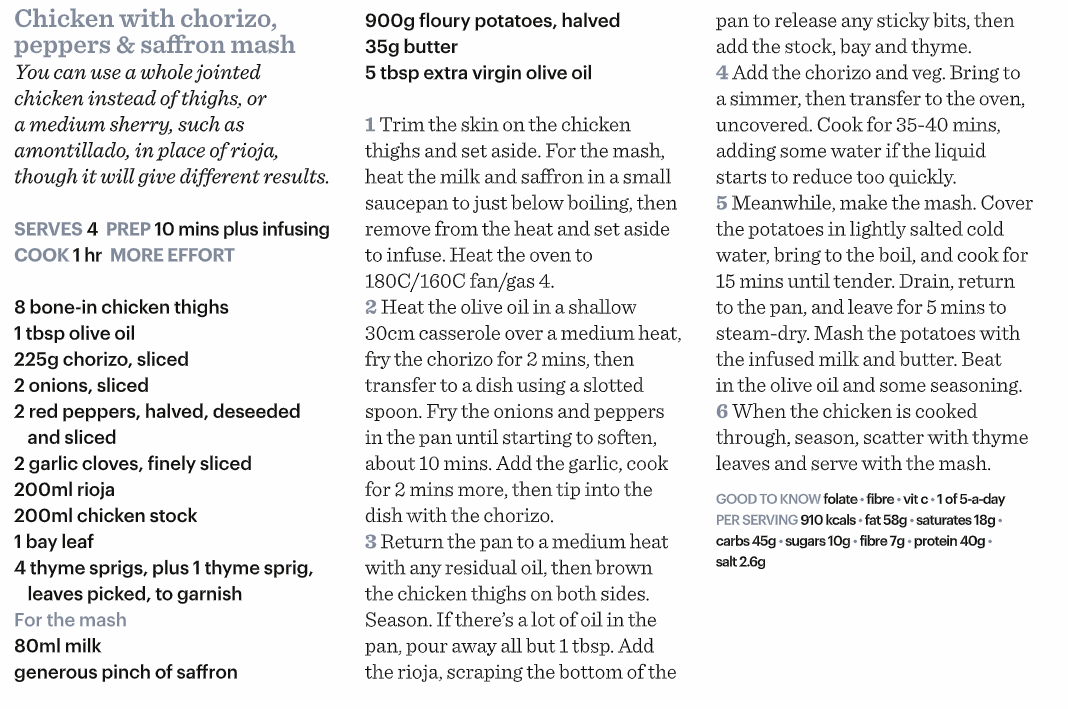 Chicken with chorizo,
peppers & saffron mash
You can use a whole jointed
chicken instead of thighs, or
a medium sherry, such as
amontillado, in place of rioja,
though it will give different results.
SERVES 4 PREP 10 mins plus infusing
COOK 1 hr MORE EFFORT
8 bone-in chicken thighs
1 tbsp olive oil
225g chorizo, sliced
2 onions, sliced
2 red peppers, halved, deseeded
and sliced
2 garlic cloves, finely sliced
200ml rioja
200ml chicken stock
1 bay leaf
4 thyme sprigs, plus 1 thyme sprig,
leaves picked, to garnish
For the mash
80ml milk
generous pinch of saffron
900g floury potatoes, halved
35g butter
5 tbsp extra virgin olive oil
1 Trim the skin on the chicken
thighs and set aside. For the mash,
heat the milk and saffron in a small
saucepan to just below boiling, then
remove from the heat and set aside
to infuse. Heat the oven to
180C/160C fan/gas 4.
2 Heat the olive oil in a shallow
30cm casserole over a medium heat,
fry the chorizo for 2 mins, then
transfer to a dish using a slotted
spoon. Fry the onions and peppers
in the pan until starting to soften,
about 10 mins. Add the garlic, cook
for 2 mins more, then tip into the
dish with the chorizo.
3 Return the pan to a medium heat
with any residual oil, then brown
the chicken thighs on both sides.
Season. If there's a lot of oil in the
pan, pour away all but 1 tbsp. Add
the rioja, scraping the bottom of the
pan to release any sticky bits, then
add the stock, bay and thyme.
4 Add the chorizo and veg. Bring to
a simmer, then transfer to the oven,
uncovered. Cook for 35-40 mins,
adding some water if the liquid
starts to reduce too quickly.
5 Meanwhile, make the mash. Cover
the potatoes in lightly salted cold
water, bring to the boil, and cook for
15 mins until tender. Drain, return
to the pan, and leave for 5 mins to
steam-dry. Mash the potatoes with
the infused milk and butter. Beat
in the olive oil and some seasoning.
6 When the chicken is cooked
through, season, scatter with thyme
leaves and serve with the mash.
GOOD TO KNOW folate • fibre • vit c • 1 of 5-a-day
PER SERVING 910 kcals • fat 58g • saturates 18g •
carbs 45g • sugars 10g • fibre 7g • protein 40g •
salt 2.6g